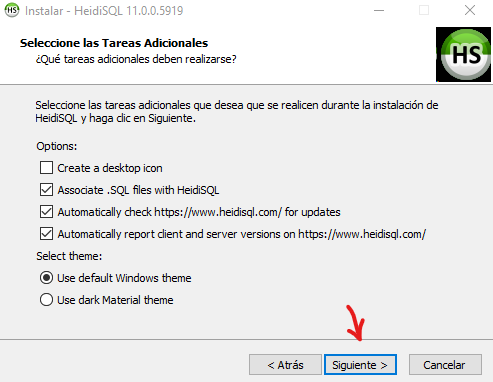 HS Instalar - HeidiSQL 11.0.0.5919
Seleccione las Tareas Adicionales
¿Qué tareas adicionales deben realizarse?
HS
Seleccione las tareas adicionales que desea que se realicen durante la instalación de
HeidiSQL y haga clic en Siguiente.
Options:
Create a desktop icon
Associate .SQL files with HeidiSQL
Automatically check https://www.heidisql.com/ for updates
Automatically report client and server versions on https://www.heidisql.com/
Select theme:
Use default Windows theme
Use dark Material theme
< Atrás Siguiente > Cancelar